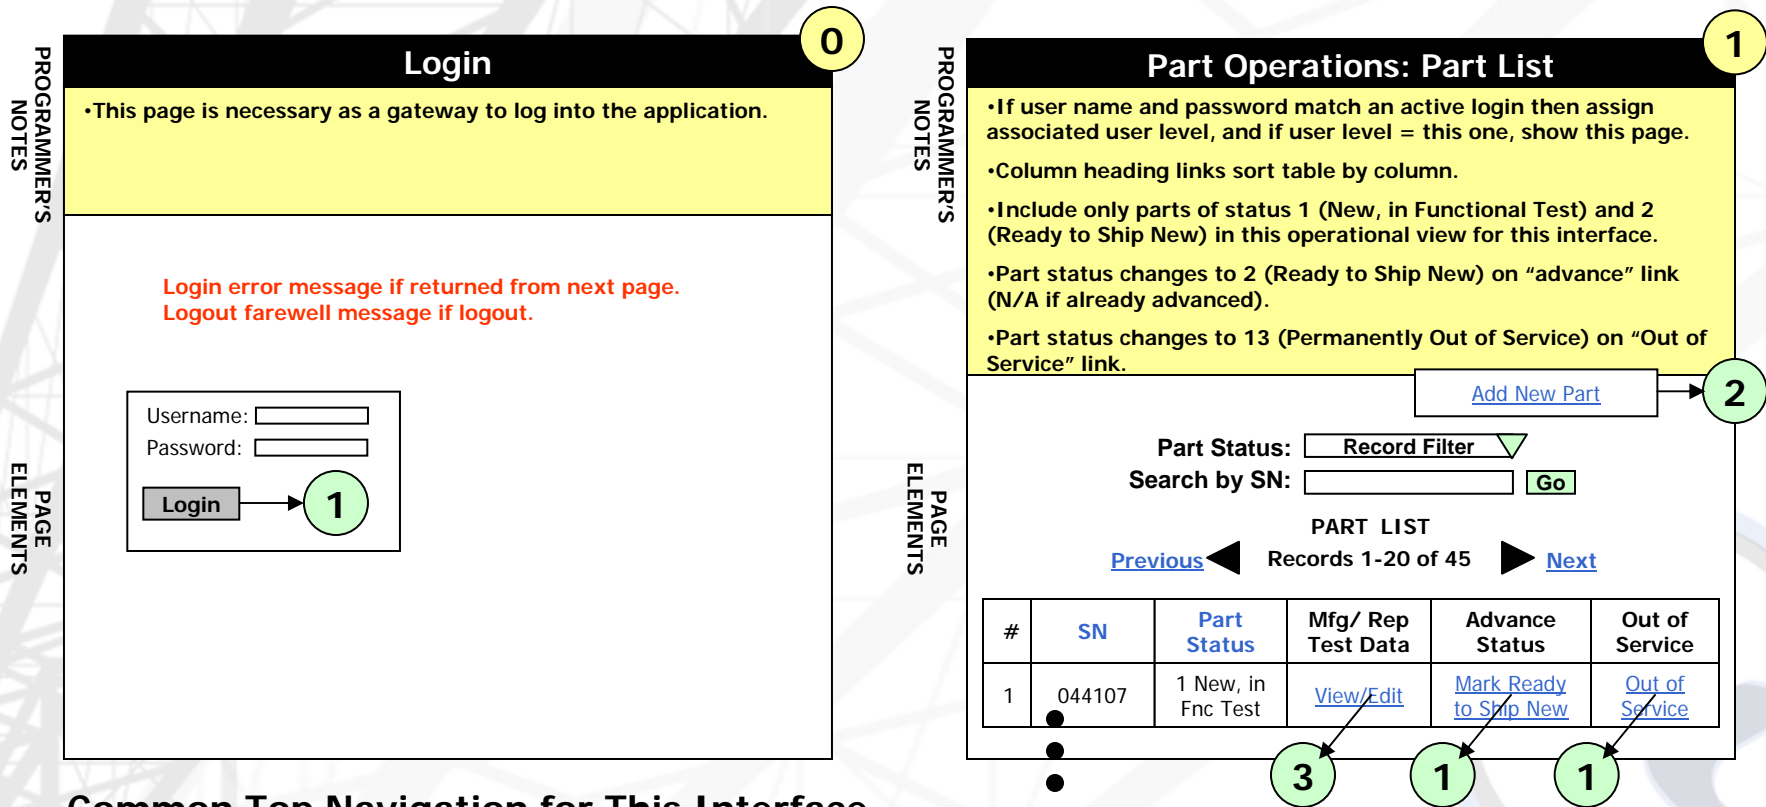 0
Login
PROGRAMMER'S
NOTES
•This page is necessary as a gateway to log into the application.
Login error message if returned from next page.
Logout farewell message if logout.
PAGE
ELEMENTS
Username:
Password:
Login
1
1
Part Operations: Part List
PROGRAMMER'S
NOTES
•If user name and password match an active login then assign
associated user level, and if user level = this one, show this page.
•Column heading links sort table by column.
•Include only parts of status 1 (New, in Functional Test) and 2
(Ready to Ship New) in this operational view for this interface.
•Part status changes to 2 (Ready to Ship New) on “advance” link
(N/A if already advanced).
•Part status changes to 13 (Permanently Out of Service) on “Out of
Service” link.
Add New Part
2
PAGE
ELEMENTS
Part Status: Record Filter
Search by SN: Go
PART LIST
Previous Records 1-20 of 45 Next
# SN Part Status Mfg/ Rep Test Data Advance Status Out of Service
1 044107 1 New, in Fnc Test View/Edit Mark Ready to Ship New Out of Service
3 1 1
Common Top Navigation for This Interface